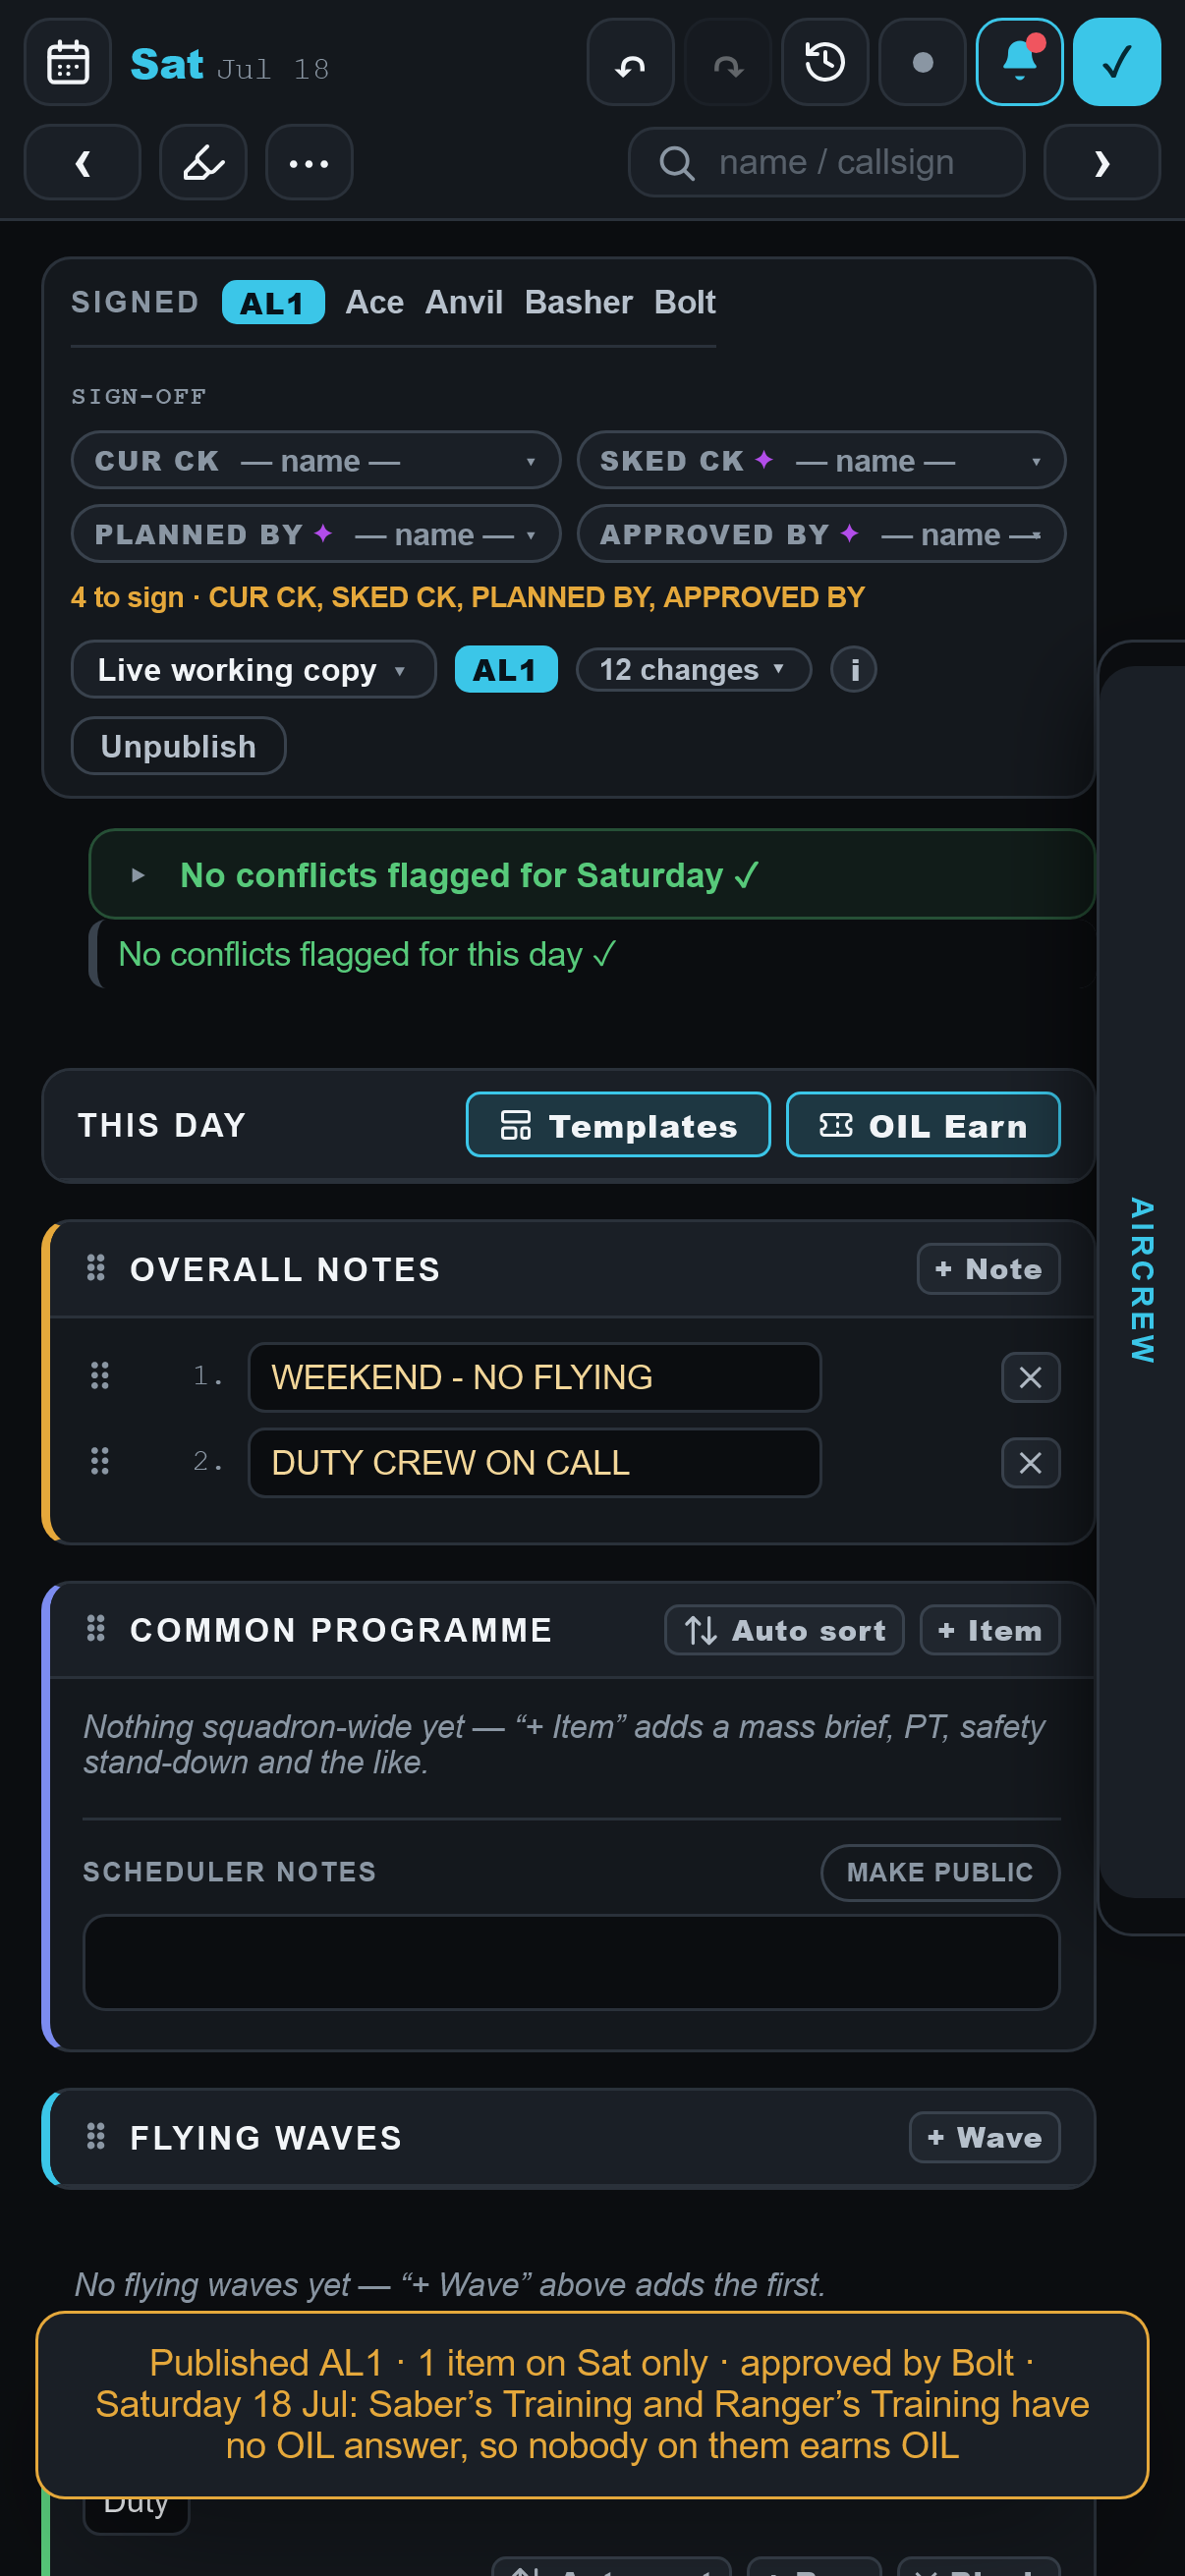 Sat Jul 18
name / callsign
SIGNED AL1 Ace Anvil Basher Bolt
SIGN-OFF
CUR CK — name —
SKED CK — name —
PLANNED BY — name —
APPROVED BY — name —
4 to sign · CUR CK, SKED CK, PLANNED BY, APPROVED BY
Live working copy AL1 12 changes i
Unpublish
No conflicts flagged for Saturday ✓
No conflicts flagged for this day ✓
AIRCREW
THIS DAY Templates OIL Earn
OVERALL NOTES + Note
1. WEEKEND - NO FLYING
2. DUTY CREW ON CALL
COMMON PROGRAMME Auto sort + Item
Nothing squadron-wide yet — “+ Item” adds a mass brief, PT, safety
stand-down and the like.
SCHEDULER NOTES MAKE PUBLIC
FLYING WAVES + Wave
No flying waves yet — “+ Wave” above adds the first.
Published AL1 · 1 item on Sat only · approved by Bolt ·
Saturday 18 Jul: Saber’s Training and Ranger’s Training have
no OIL answer, so nobody on them earns OIL
Duty